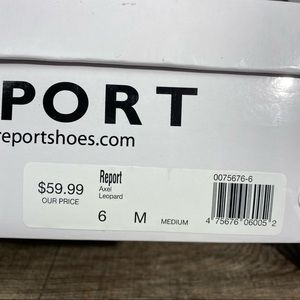 PORT
reportshoes.com
$59.99
OUR PRICE
Report
Axel
Leopard
6 M MEDIUM
0075676-6
4 75676 06005 2